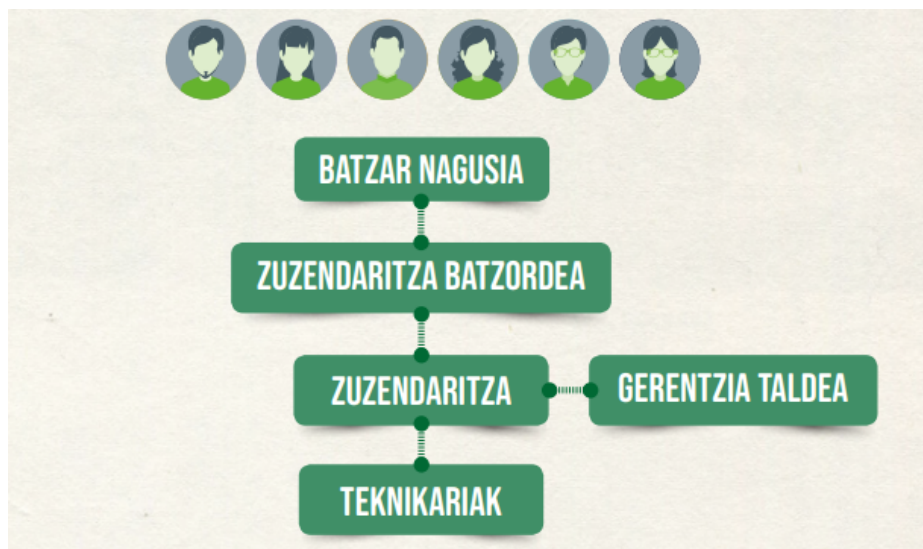 BATZAR NAGUSIA
ZUZENDARITZA BATZORDEA
ZUZENDARITZA
GERENTZIA TALDEA
TEKNIKARIAK